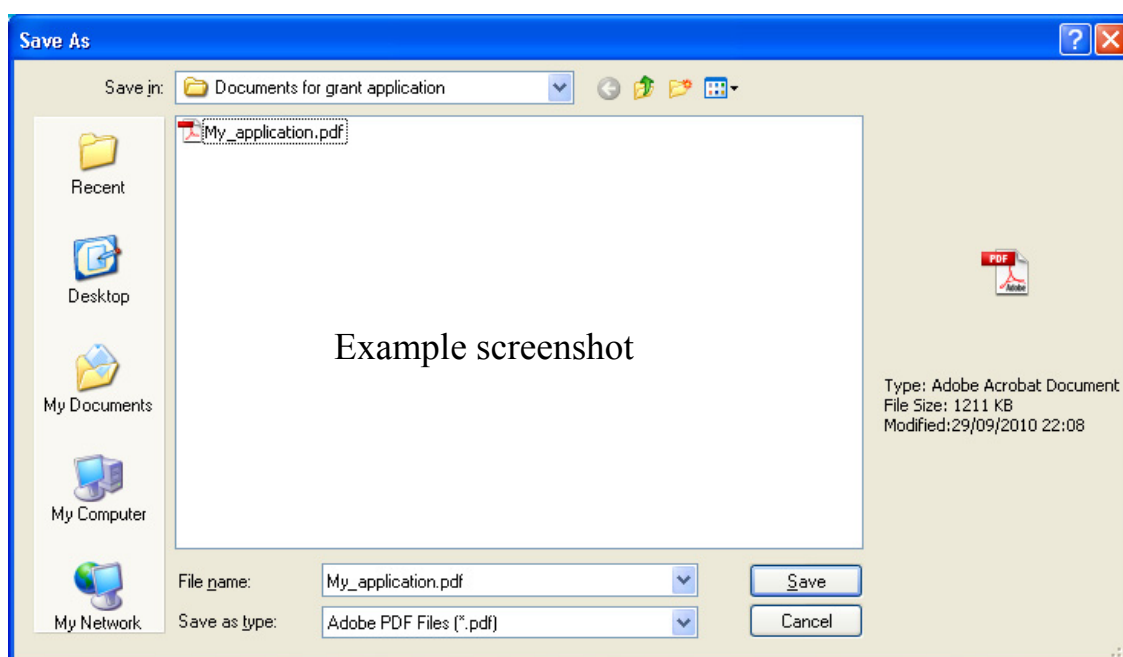 Save As
Save in:
Documents for grant application
My_application.pdf
Recent
Desktop
My Documents
My Computer
My Network
Example screenshot
PDF
Adobe
Type: Adobe Acrobat Document
File Size: 1211 KB
Modified:29/09/2010 22:08
File name:
My_application.pdf
Save
Save as type:
Adobe PDF Files (*.pdf)
Cancel